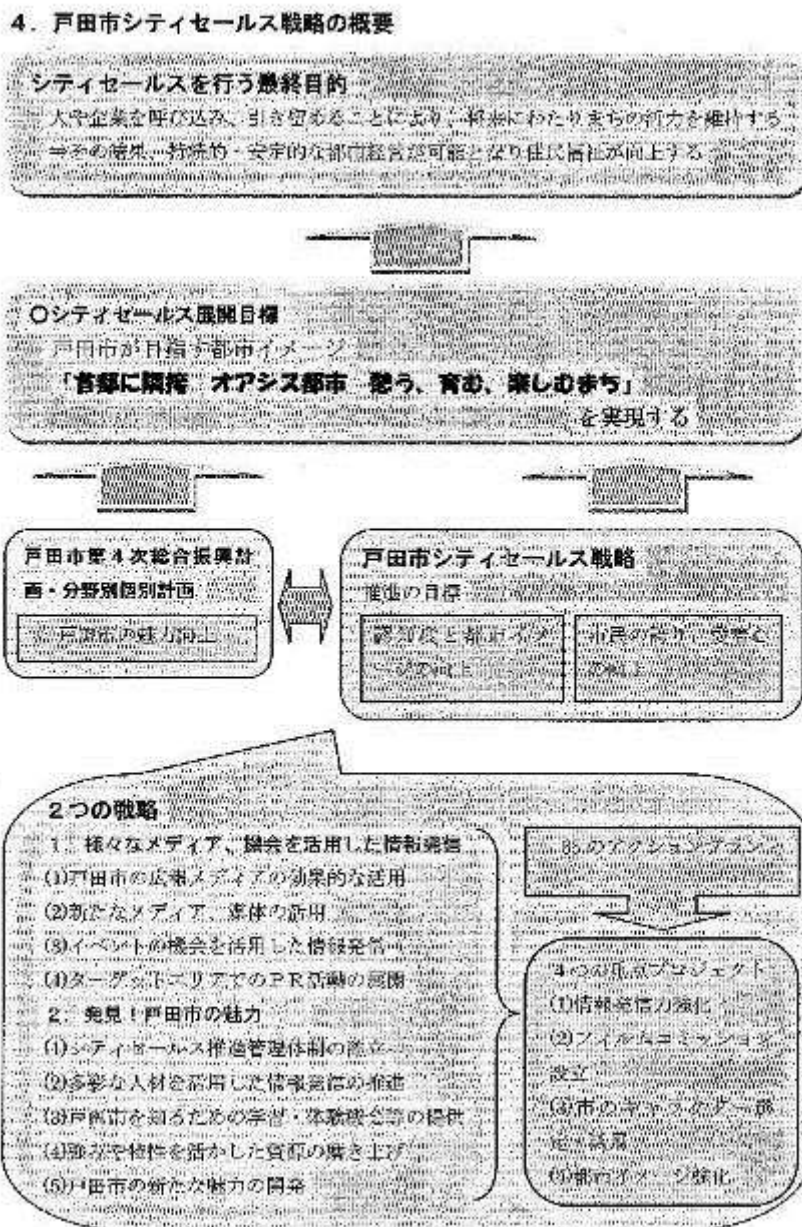 4．戸田市シティセールス戦略の概要
シティセールスを行う最終目的
人や企業を呼び込み、引き留めることにより、将来にわたりまちの活力を維持する
⇒その結果、持続的・安定的な都市経営が可能となり住民福祉が向上する
○シティセールス展開目標
戸田市が目指す都市イメージ
「首都に隣接 オアシス都市 憩う、育む、楽しむまち」
を実現する
戸田市第4次総合振興計
画・分野別個別計画
戸田市の魅力向上
戸田市シティセールス戦略
推進の目標
認知度と都市イメ
ージの向上
市民の誇り、愛着心
の向上
2つの戦略
1．様々なメディア、機会を活用した情報発信
(1)戸田市の広報メディアの効果的な活用
(2)新たなメディア、媒体の活用
(3)イベントの機会を活用した情報発信
(4)ターゲットエリアでのPR活動の展開
2．発見！戸田市の魅力
(1)シティセールス推進管理体制の確立
(2)多彩な人材を活用した情報発信の推進
(3)戸田市を知るための学習・体験機会等の提供
(4)強みや特性を活かした資源の磨き上げ
(5)戸田市の新たな魅力の開発
のアクションプラン
4つの重点プロジェクト
(1)情報発信力強化
(2)フィルムコミッション
設立
(3)市のキャラクター選
定・活用
(5)都市イメージ強化